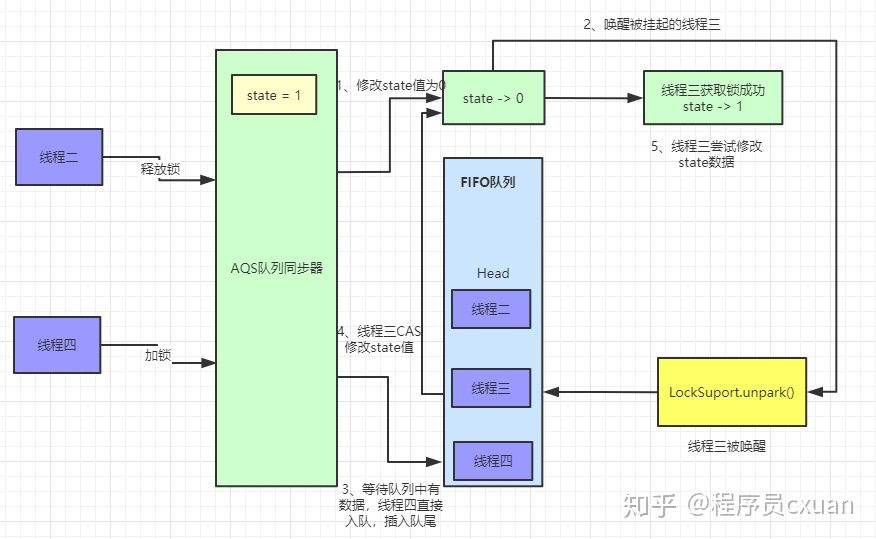 2、唤醒被挂起的线程三
state = 1
1、修改state值为0
state -> 0
线程三获取锁成功
state -> 1
线程二
释放锁
5、线程三尝试修改
state数据
FIFO队列
AQS队列同步器
Head
线程二
线程四
加锁
4、线程三CAS
修改state值
线程三
LockSuport.unpark()
线程三被唤醒
线程四
3、等待队列中有
数据，线程四直接
入队，插入队尾
知乎 @程序员cxuan